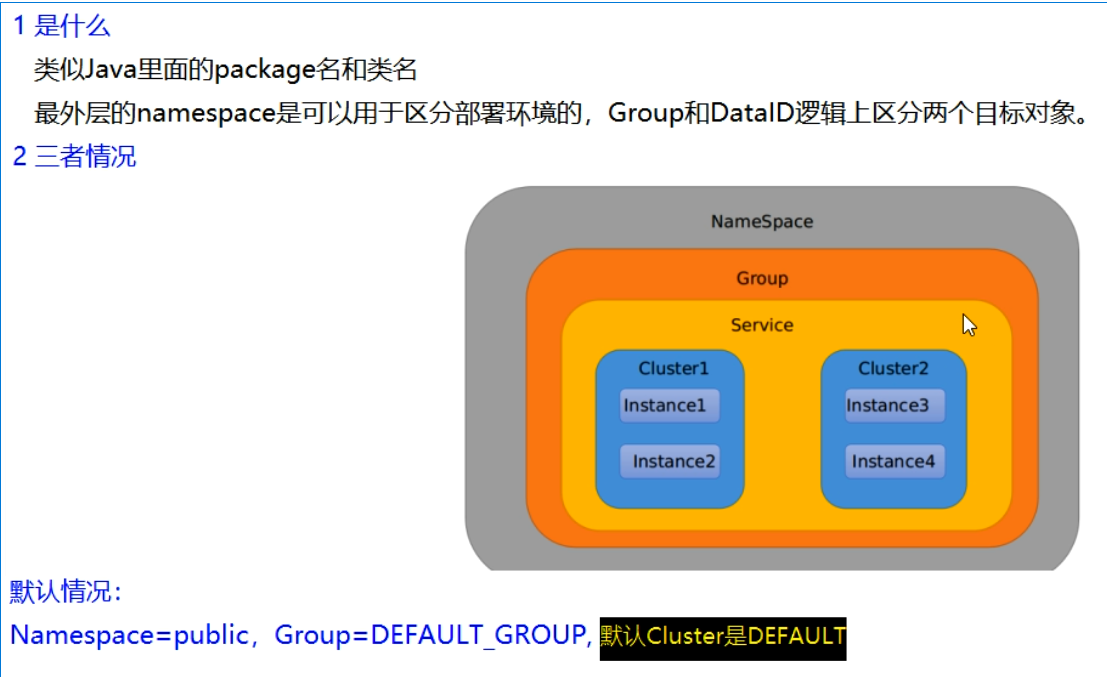 1 是什么
类似Java里面的package名和类名
最外层的namespace是可以用于区分部署环境的，Group和DataID逻辑上区分两个目标对象。
2 三者情况
NameSpace
Group
Service
Cluster1
Instance1
Instance2
Cluster2
Instance3
Instance4
默认情况：
Namespace=public，Group=DEFAULT_GROUP, 默认Cluster是DEFAULT